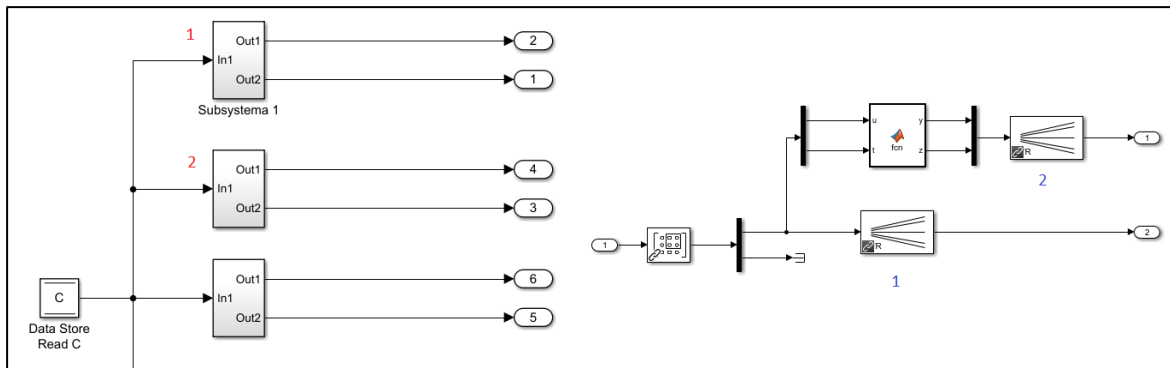 1
Out1
2
In1
Out2
1
Subsystema 1
2
Out1
4
In1
Out2
3
Out1
6
In1
Out2
5
C
Data Store
Read C
u
y
t
z
fcn
R
1
2
1
R
2
1